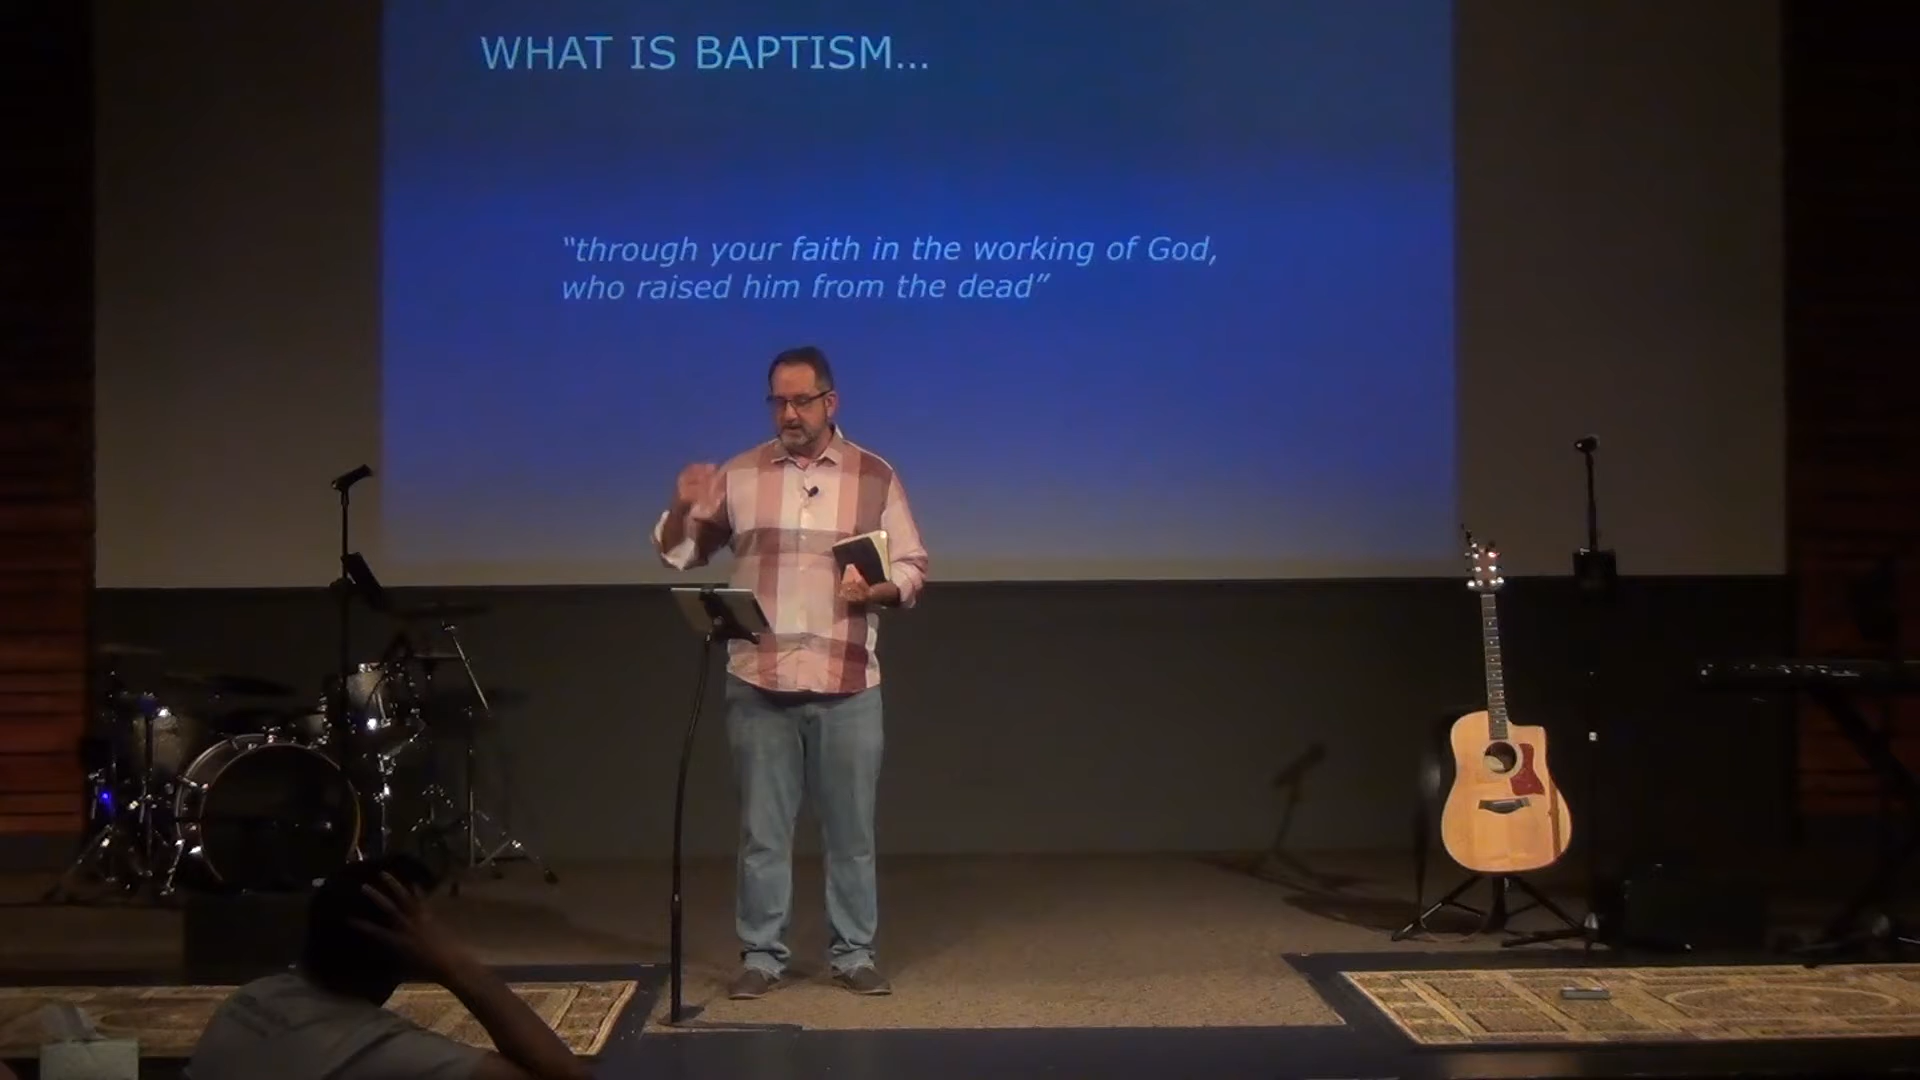 WHAT IS BAPTISM...
“through your faith in the working of God,
who raised him from the dead”